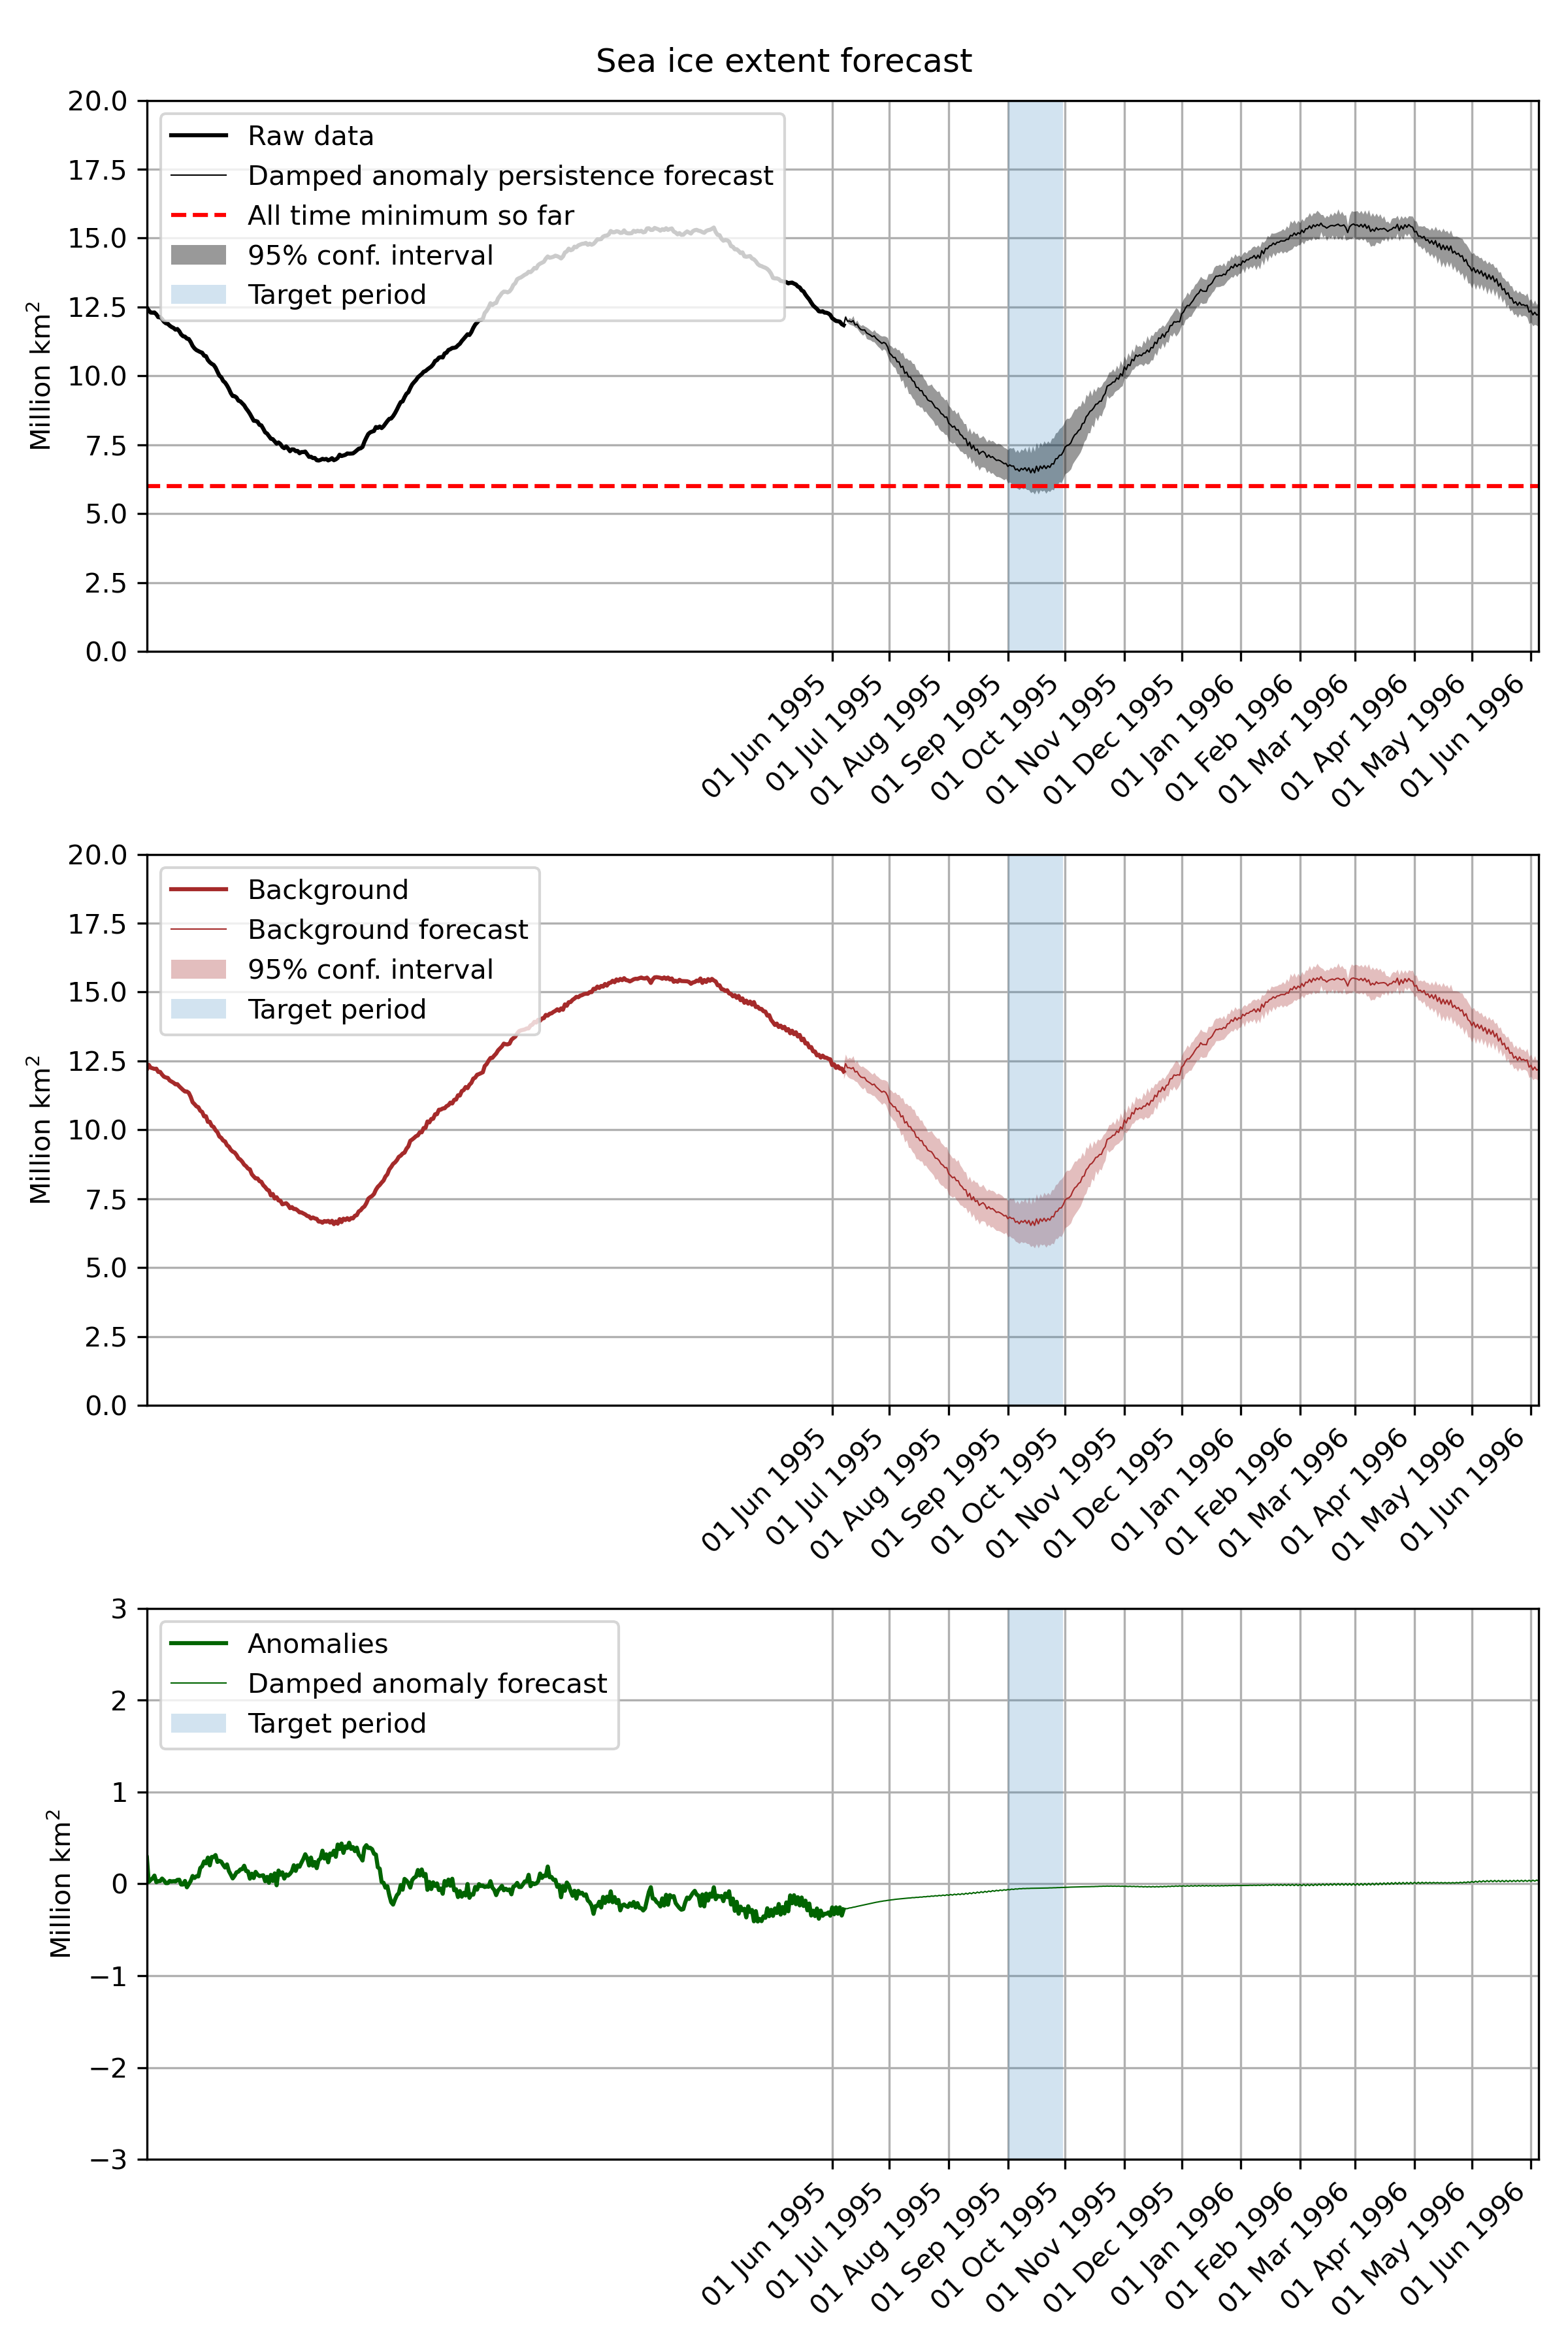 Sea ice extent forecast
20.0
17.5
15.0
12.5
10.0
7.5
5.0
2.5
0.0
Million km²
Raw data
Damped anomaly persistence forecast
All time minimum so far
95% conf. interval
Target period
01 Jun 1995
01 Jul 1995
01 Aug 1995
01 Sep 1995
01 Oct 1995
01 Nov 1995
01 Dec 1995
01 Jan 1996
01 Feb 1996
01 Mar 1996
01 Apr 1996
01 May 1996
01 Jun 1996
20.0
17.5
15.0
12.5
10.0
7.5
5.0
2.5
0.0
Million km²
Background
Background forecast
95% conf. interval
Target period
01 Jun 1995
01 Jul 1995
01 Aug 1995
01 Sep 1995
01 Oct 1995
01 Nov 1995
01 Dec 1995
01 Jan 1996
01 Feb 1996
01 Mar 1996
01 Apr 1996
01 May 1996
01 Jun 1996
3
2
1
0
−1
−2
−3
Million km²
Anomalies
Damped anomaly forecast
Target period
01 Jun 1995
01 Jul 1995
01 Aug 1995
01 Sep 1995
01 Oct 1995
01 Nov 1995
01 Dec 1995
01 Jan 1996
01 Feb 1996
01 Mar 1996
01 Apr 1996
01 May 1996
01 Jun 1996